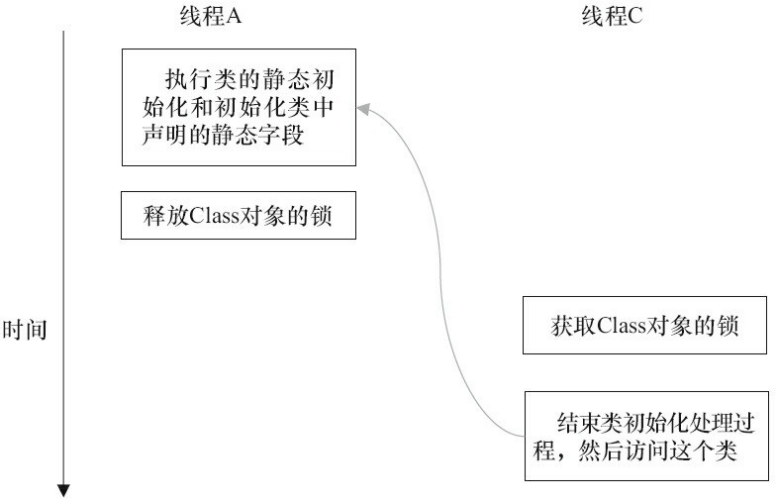 线程A
线程C
执行类的静态初
始化和初始化类中
声明的静态字段
释放Class对象的锁
时间
获取Class对象的锁
结束类初始化处理过
程，然后访问这个类